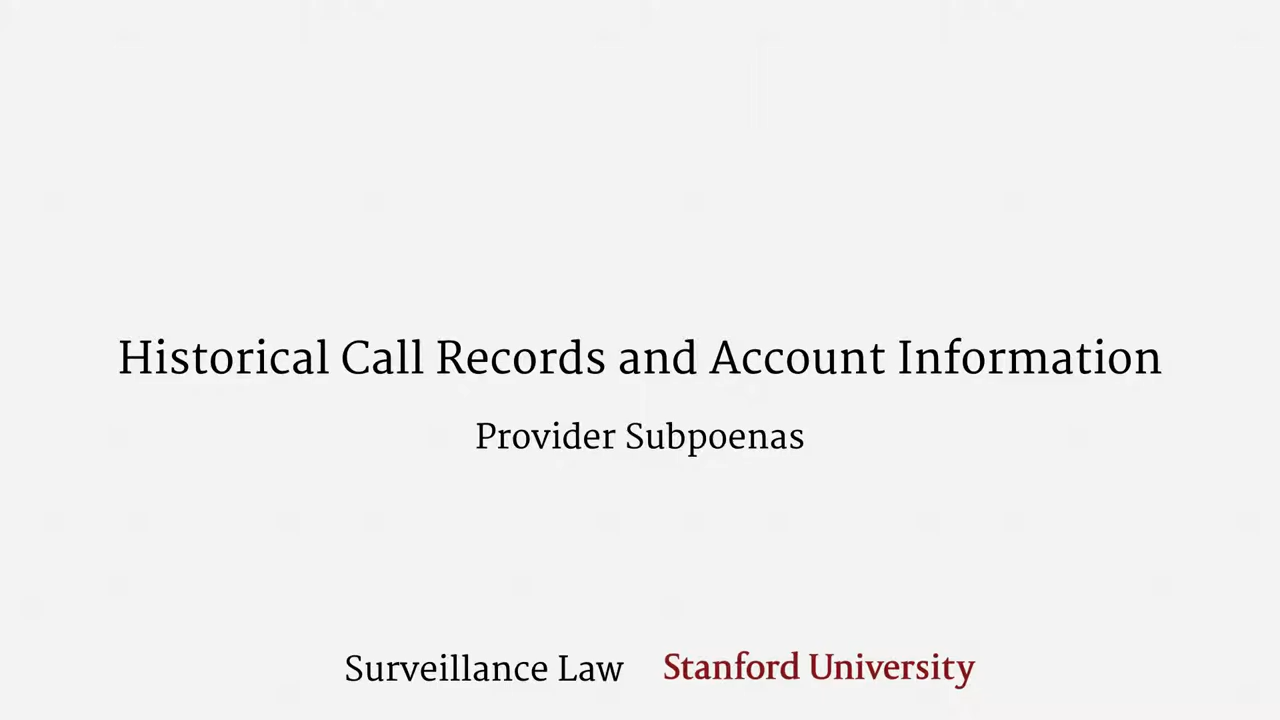 Historical Call Records and Account Information
Provider Subpoenas
Surveillance Law Stanford University